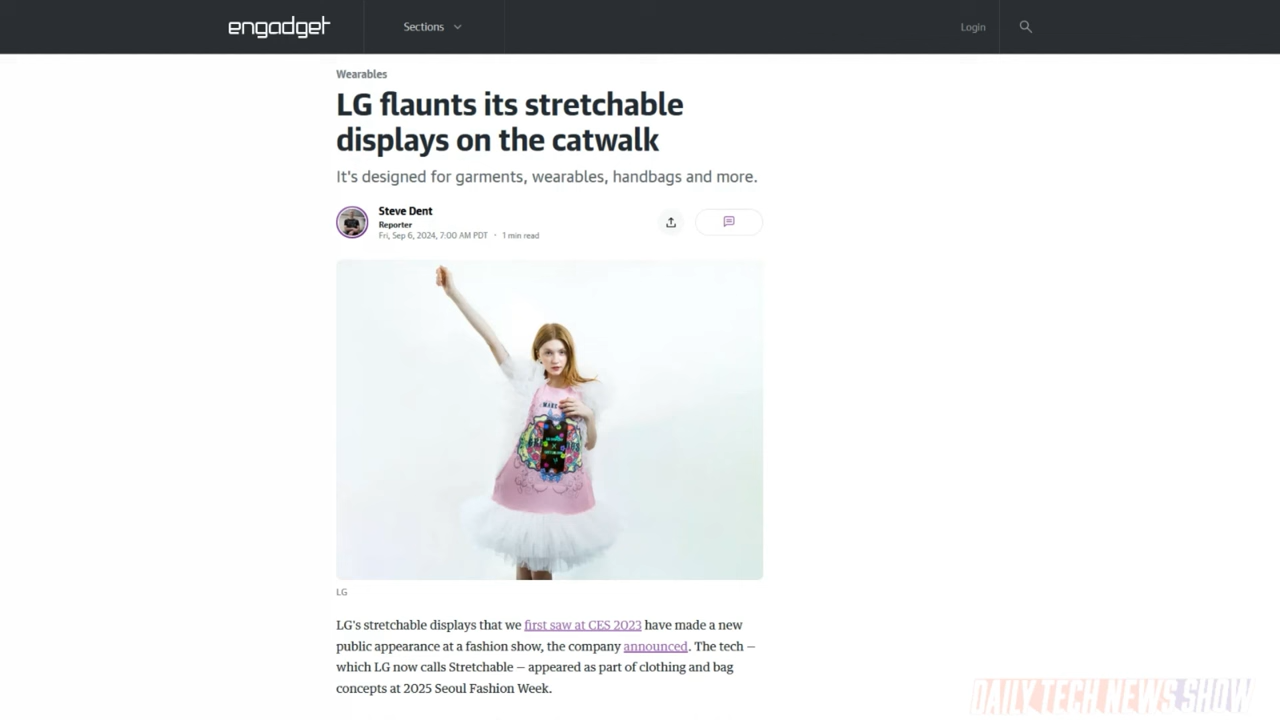 engadget
Sections
Login
Wearables
LG flaunts its stretchable
displays on the catwalk
It's designed for garments, wearables, handbags and more.
Steve Dent
Reporter
Fri, Sep 6, 2024, 7:00 AM PDT • 1 min read
LG
LG's stretchable displays that we first saw at CES 2023 have made a new
public appearance at a fashion show, the company announced. The tech —
which LG now calls Stretchable — appeared as part of clothing and bag
concepts at 2025 Seoul Fashion Week.
DAILY TECH NEWS SHOW